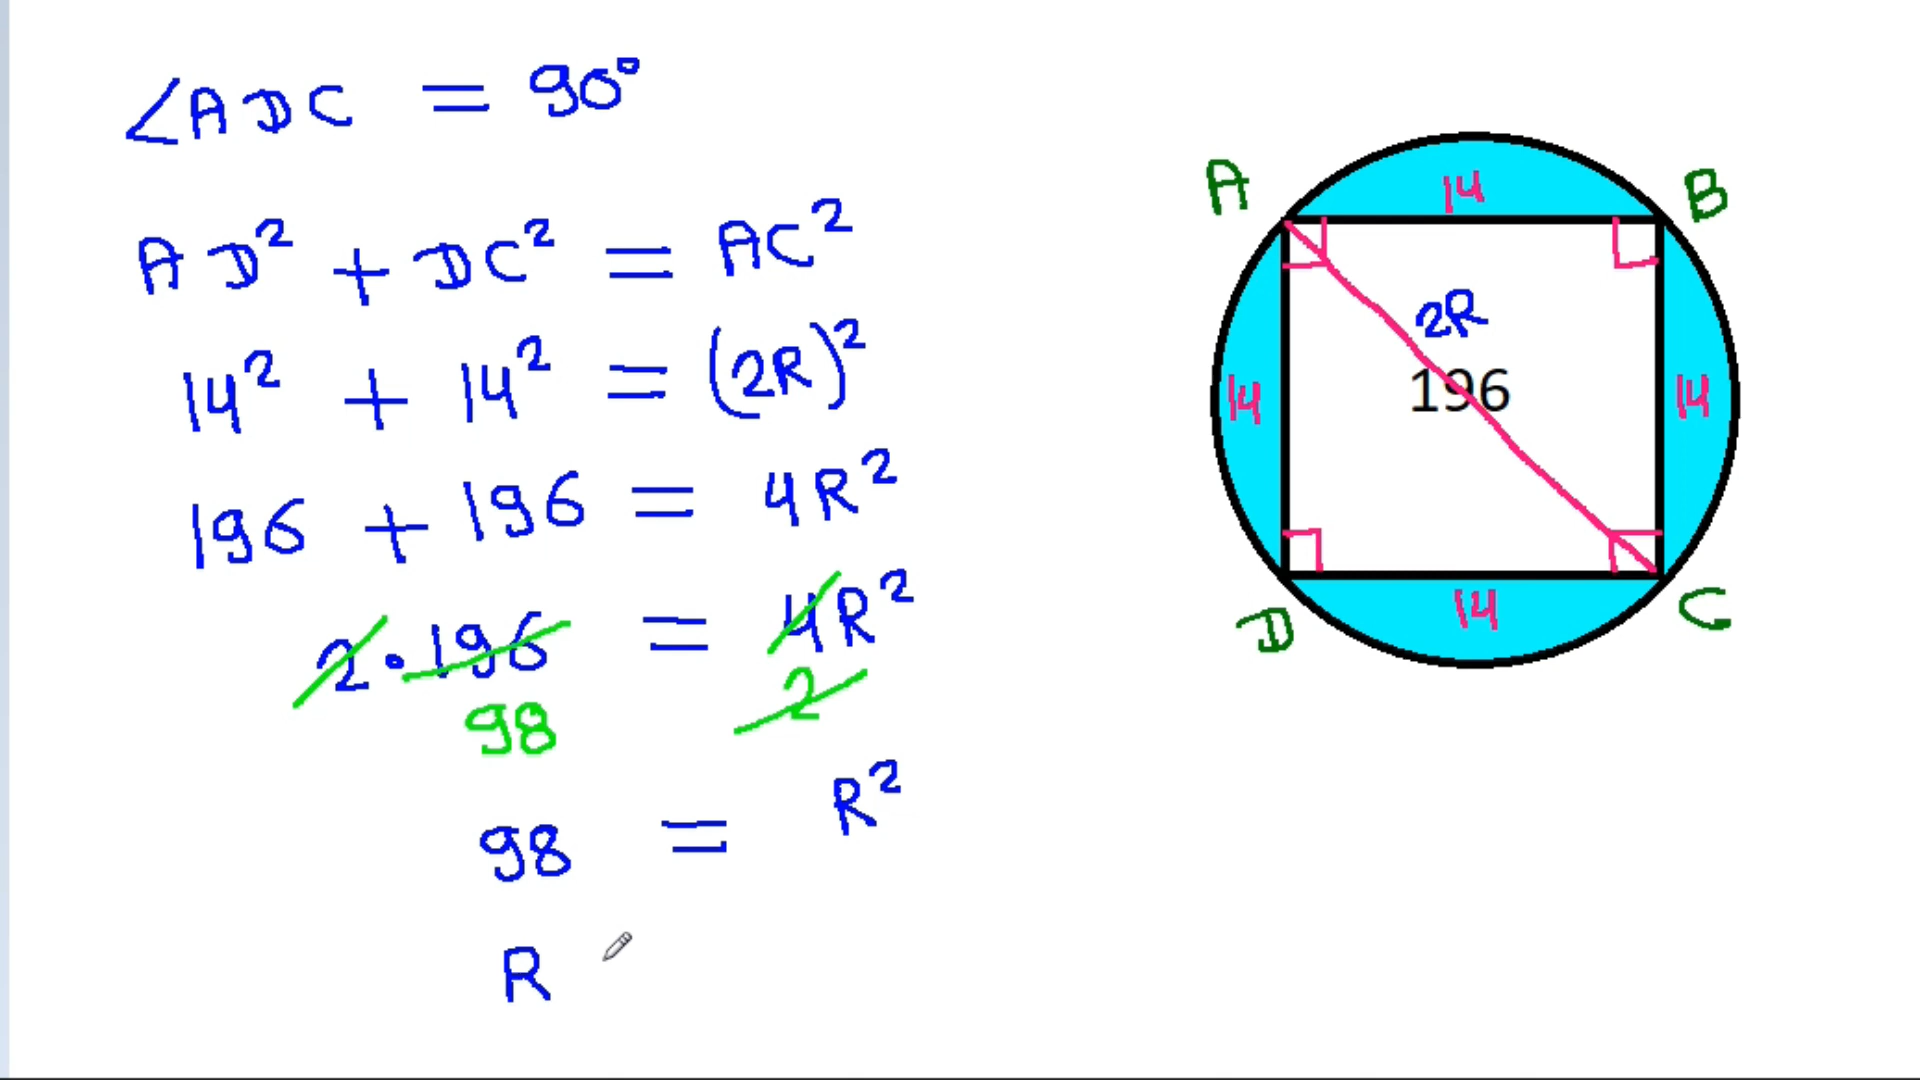 ∠ADC = 90°
AD² + DC² = AC²
14² + 14² = (2R)²
196 + 196 = 4R²
2·196 = 4R²
98 2
98 = R²
R
A 14 B
2R
196
14 14
D 14 C